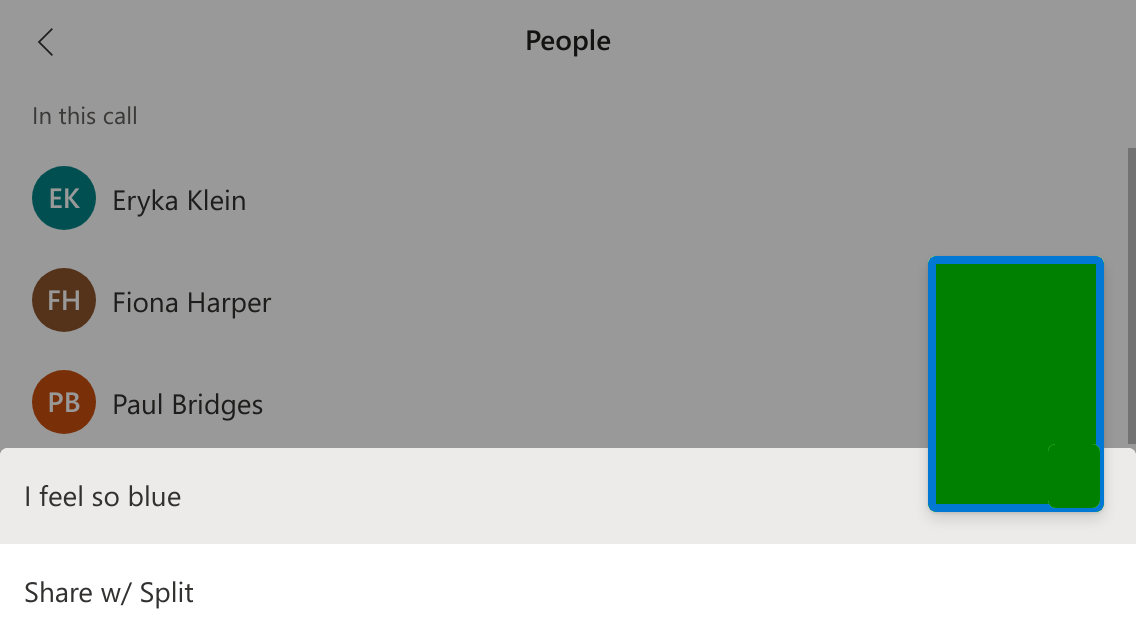 People
In this call
EK Eryka Klein
FH Fiona Harper
PB Paul Bridges
I feel so blue
Share w/ Split